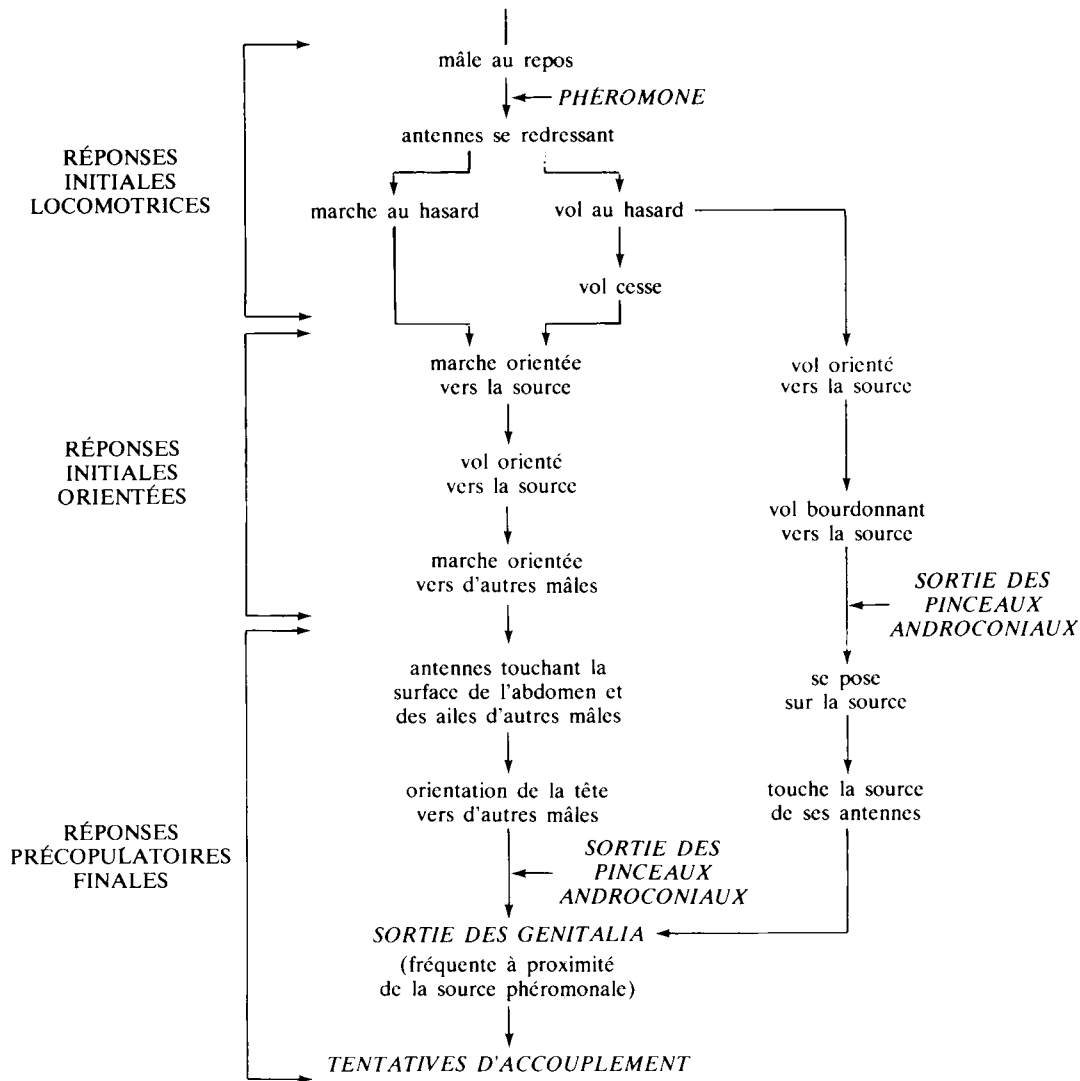 mâle au repos
PHÉROMONE
antennes se redressant
RÉPONSES
INITIALES
LOCOMOTRICES
marche au hasard
vol au hasard
vol cesse
marche orientée
vers la source
vol orienté
vers la source
RÉPONSES
INITIALES
ORIENTÉES
vol orienté
vers la source
vol bourdonnant
vers la source
marche orientée
vers d'autres mâles
SORTIE DES
PINCEAUX
ANDROCONIAUX
antennes touchant la
surface de l'abdomen et
des ailes d'autres mâles
se pose
sur la source
orientation de la tête
vers d'autres mâles
touche la source
de ses antennes
RÉPONSES
PRÉCOPULATOIRES
FINALES
SORTIE DES
PINCEAUX
ANDROCONIAUX
SORTIE DES GENITALIA
(fréquente à proximité
de la source phéromonale)
TENTATIVES D'ACCOUPLEMENT